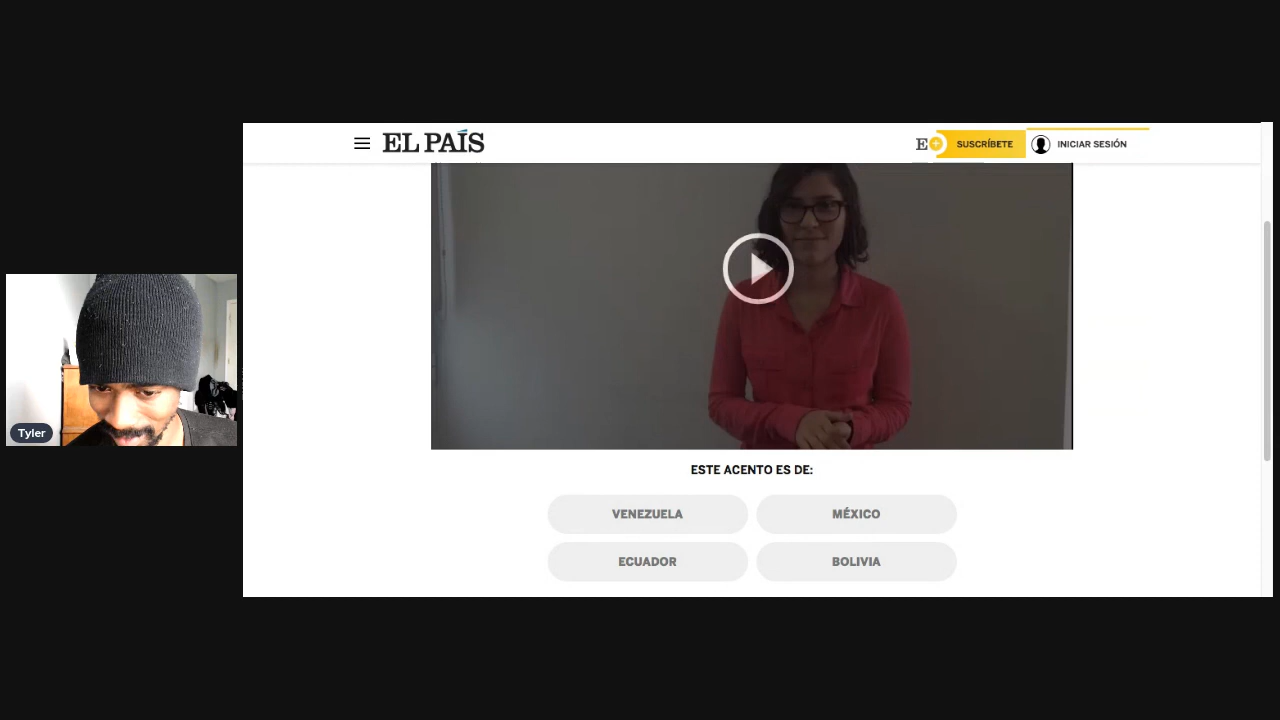 EL PAÍS
E+ SUSCRÍBETE INICIAR SESIÓN
ESTE ACENTO ES DE:
VENEZUELA MÉXICO
ECUADOR BOLIVIA
Tyler